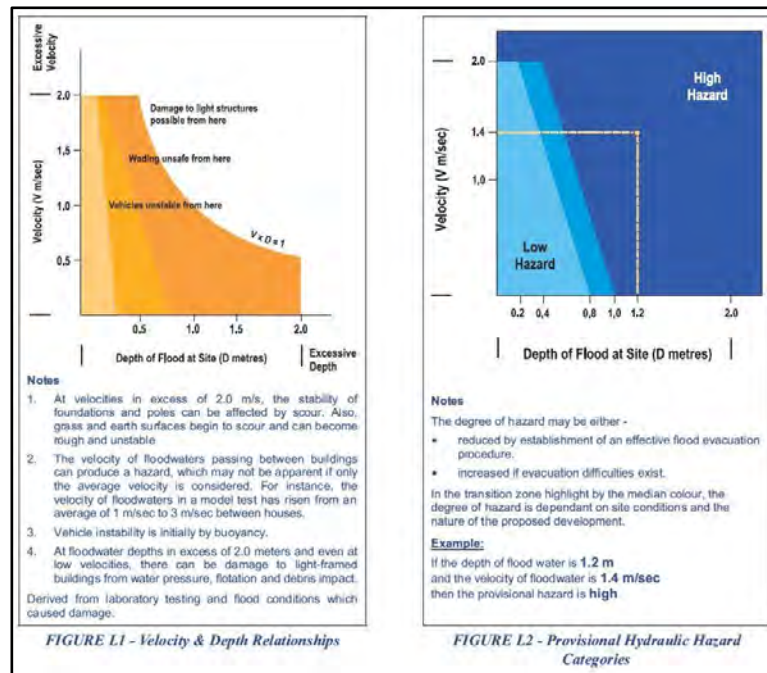 Excessive
Velocity
2.0
1.5
1.0
0.5
Velocity (V m/sec)
Damage to light structures
possible from here
Wading unsafe from here
Vehicles unstable from here
V x D = 1
0.5 1.0 1.5 2.0
Depth of Flood at Site (D metres)
Excessive
Depth
Notes
1. At velocities in excess of 2.0 m/s, the stability of
foundations and poles can be affected by scour. Also,
grass and earth surfaces begin to scour and can become
rough and unstable
2. The velocity of floodwaters passing between buildings
can produce a hazard, which may not be apparent if only
the average velocity is considered. For instance, the
velocity of floodwaters in a model test has risen from an
average of 1 m/sec to 3 m/sec between houses.
3. Vehicle instability is initially by buoyancy.
4. At floodwater depths in excess of 2.0 meters and even at
low velocities, there can be damage to light-framed
buildings from water pressure, flotation and debris impact.
Derived from laboratory testing and flood conditions which
caused damage.
FIGURE L1 - Velocity & Depth Relationships
2.0
1.4
1.0
Velocity (V m/sec)
High
Hazard
Low
Hazard
0.2 0.4 0.8 1.0 1.2 2.0
Depth of Flood at Site (D metres)
Notes
The degree of hazard may be either -
• reduced by establishment of an effective flood evacuation
procedure.
• increased if evacuation difficulties exist.
In the transition zone highlight by the median colour, the
degree of hazard is dependant on site conditions and the
nature of the proposed development.
Example:
If the depth of flood water is 1.2 m
and the velocity of floodwater is 1.4 m/sec
then the provisional hazard is high
FIGURE L2 - Provisional Hydraulic Hazard
Categories